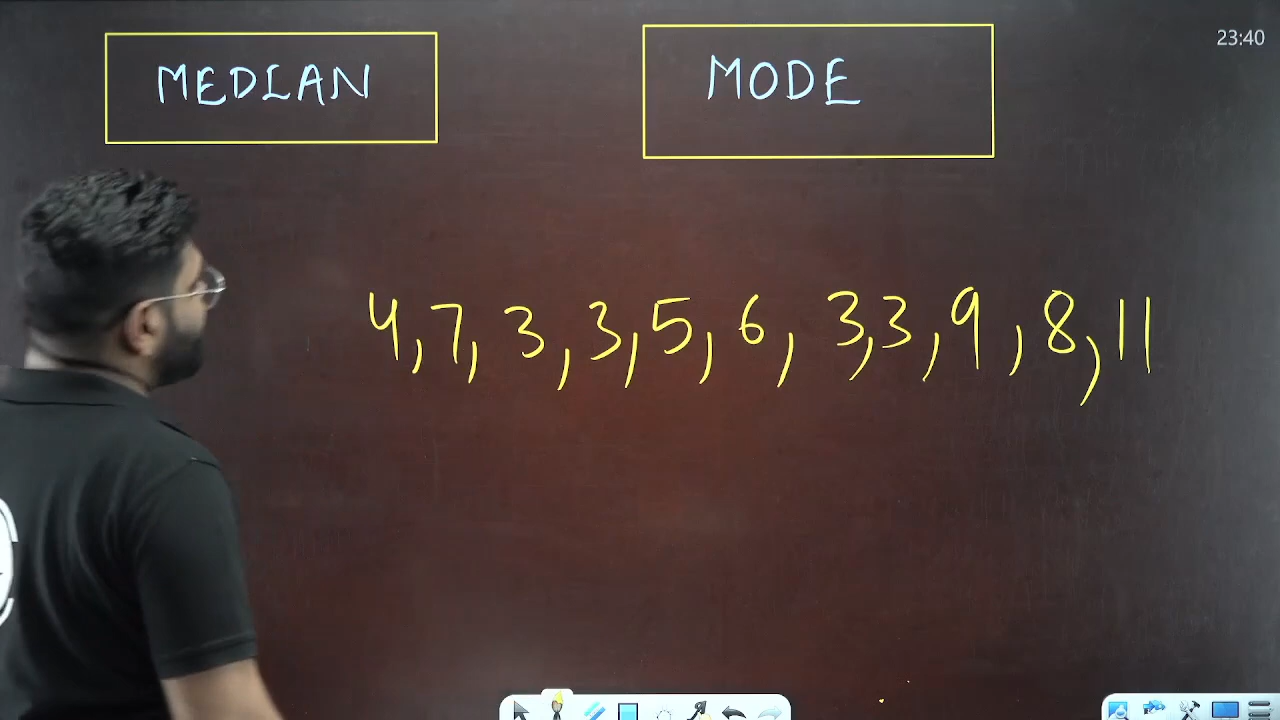 MEDIAN
MODE
23:40
4, 7, 3, 3, 5, 6, 3, 3, 9, 8, 11